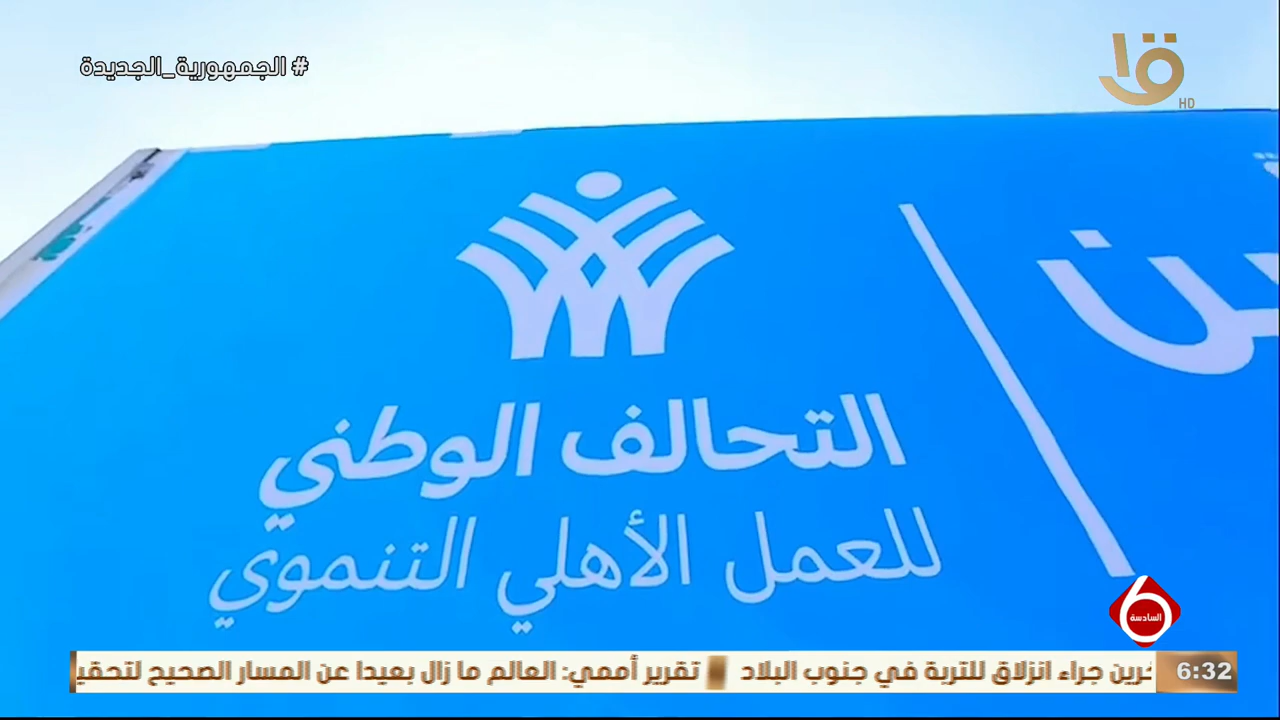 #الجمهورية_الجديدة
HD
التحالف الوطني
للعمل الأهلي التنموي
السادسة
6:32
جراء انزلاق للتربة في جنوب البلاد
تقرير أممي: العالم ما زال بعيدا عن المسار الصحيح